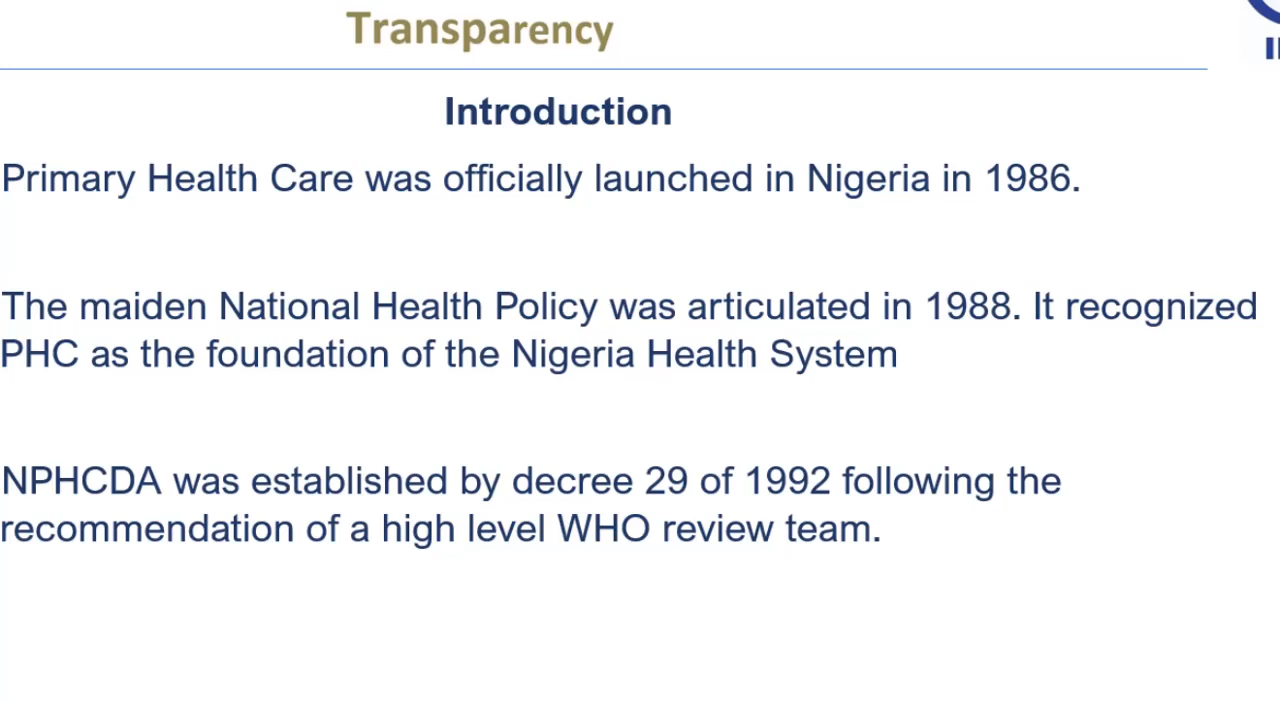 Transparency
Introduction
Primary Health Care was officially launched in Nigeria in 1986.
The maiden National Health Policy was articulated in 1988. It recognized
PHC as the foundation of the Nigeria Health System
NPHCDA was established by decree 29 of 1992 following the
recommendation of a high level WHO review team.